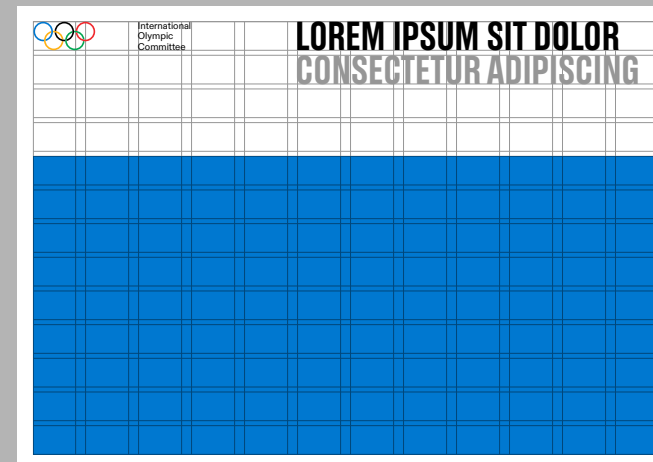 International
Olympic
Committee
LOREM IPSUM SIT DOLOR
CONSECTETUR ADIPISCING